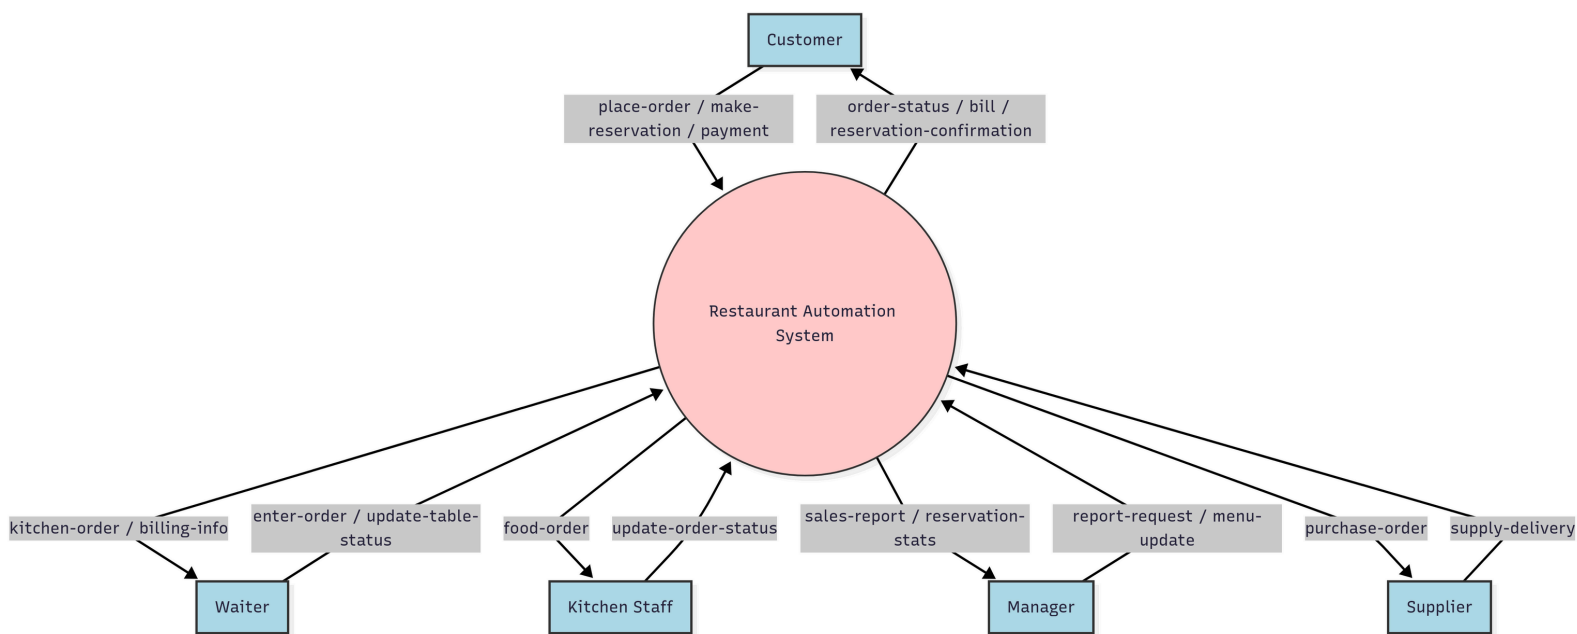 Customer
place-order / make-
reservation / payment
order-status / bill /
reservation-confirmation
Restaurant Automation
System
kitchen-order / billing-info
enter-order / update-table-
status
food-order
update-order-status
sales-report / reservation-
stats
report-request / menu-
update
purchase-order
supply-delivery
Waiter
Kitchen Staff
Manager
Supplier